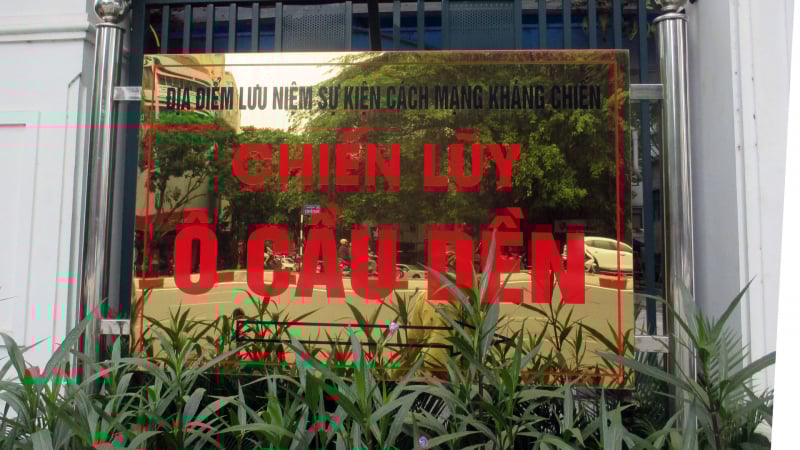 ĐỊA ĐIỂM LƯU NIỆM SỰ KIỆN CÁCH MẠNG KHÁNG CHIẾN
CHIẾN LŨY
Ô CẦU DỀN